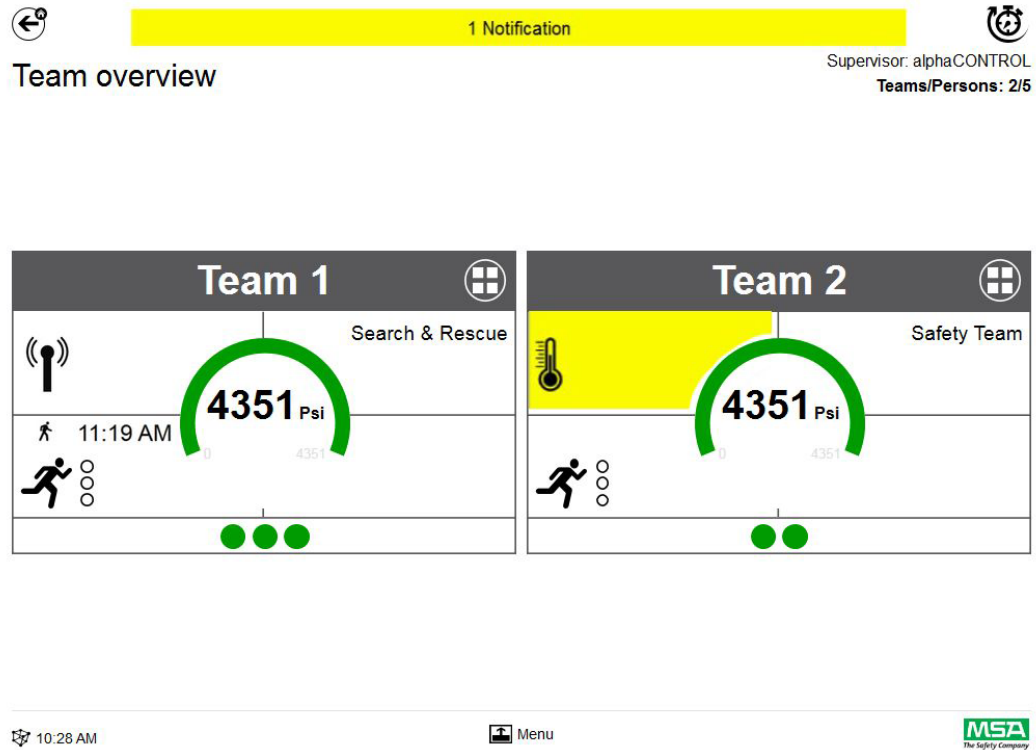 1 Notification
Team overview
Supervisor: alphaCONTROL
Teams/Persons: 2/5
Team 1
Search & Rescue
4351 Psi
0 4351
11:19 AM
Team 2
Safety Team
4351 Psi
0 4351
10:28 AM
Menu
MSA
The Safety Company